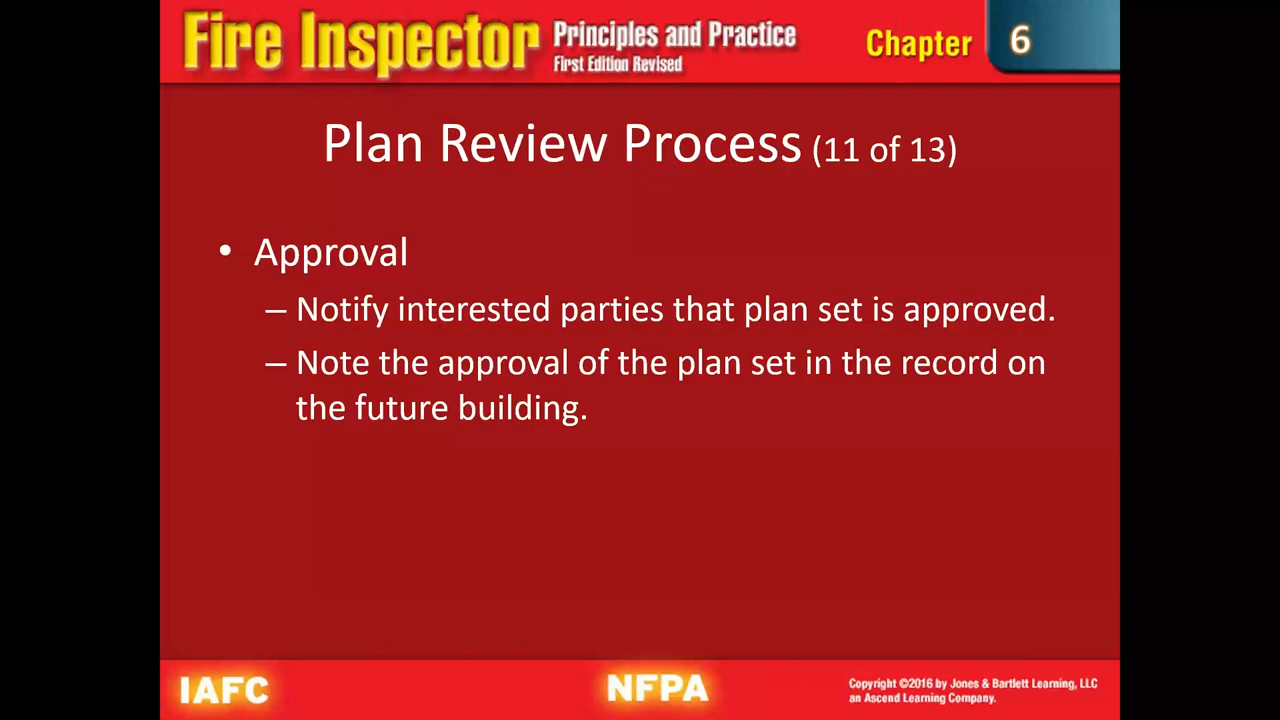 Fire Inspector Principles and Practice
First Edition Revised
Chapter 6
Plan Review Process (11 of 13)
• Approval
– Notify interested parties that plan set is approved.
– Note the approval of the plan set in the record on
the future building.
IAFC
NFPA
Copyright ©2016 by Jones & Bartlett Learning, LLC
an Ascend Learning Company.